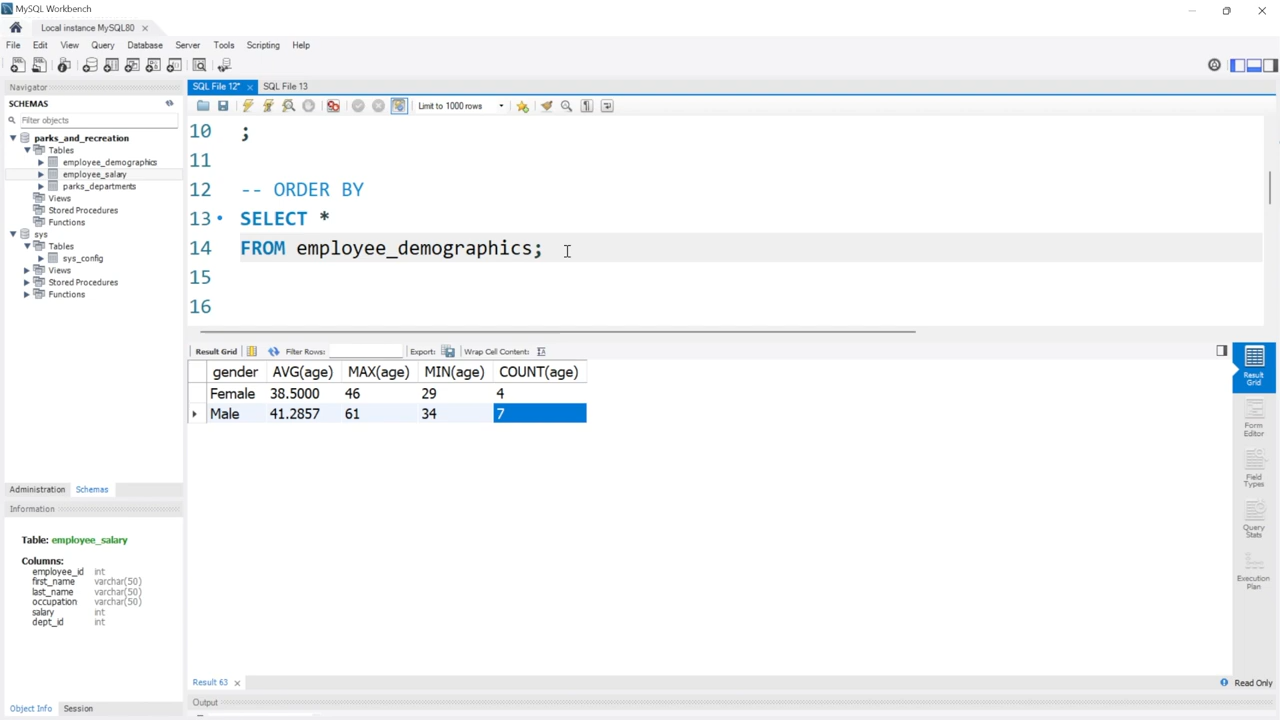 MySQL Workbench
Local instance MySQL80
File Edit View Query Database Server Tools Scripting Help
Navigator
SCHEMAS
Filter objects
parks_and_recreation
Tables
employee_demographics
employee_salary
parks_departments
Views
Stored Procedures
Functions
sys
Tables
sys_config
Views
Stored Procedures
Functions
Administration Schemas
Information
Table: employee_salary
Columns:
employee_id int
first_name varchar(50)
last_name varchar(50)
occupation varchar(50)
salary int
dept_id int
Object Info Session
SQL File 12* SQL File 13
Limit to 1000 rows
10 ;
11
12 -- ORDER BY
13 SELECT *
14 FROM employee_demographics;
15
16
Result Grid Filter Rows: Export: Wrap Cell Content:
gender AVG(age) MAX(age) MIN(age) COUNT(age)
Female 38.5000 46 29 4
Male 41.2857 61 34 7
Result
Grid
Form
Editor
Field
Types
Query
Stats
Execution
Plan
Result 63
Read Only
Output